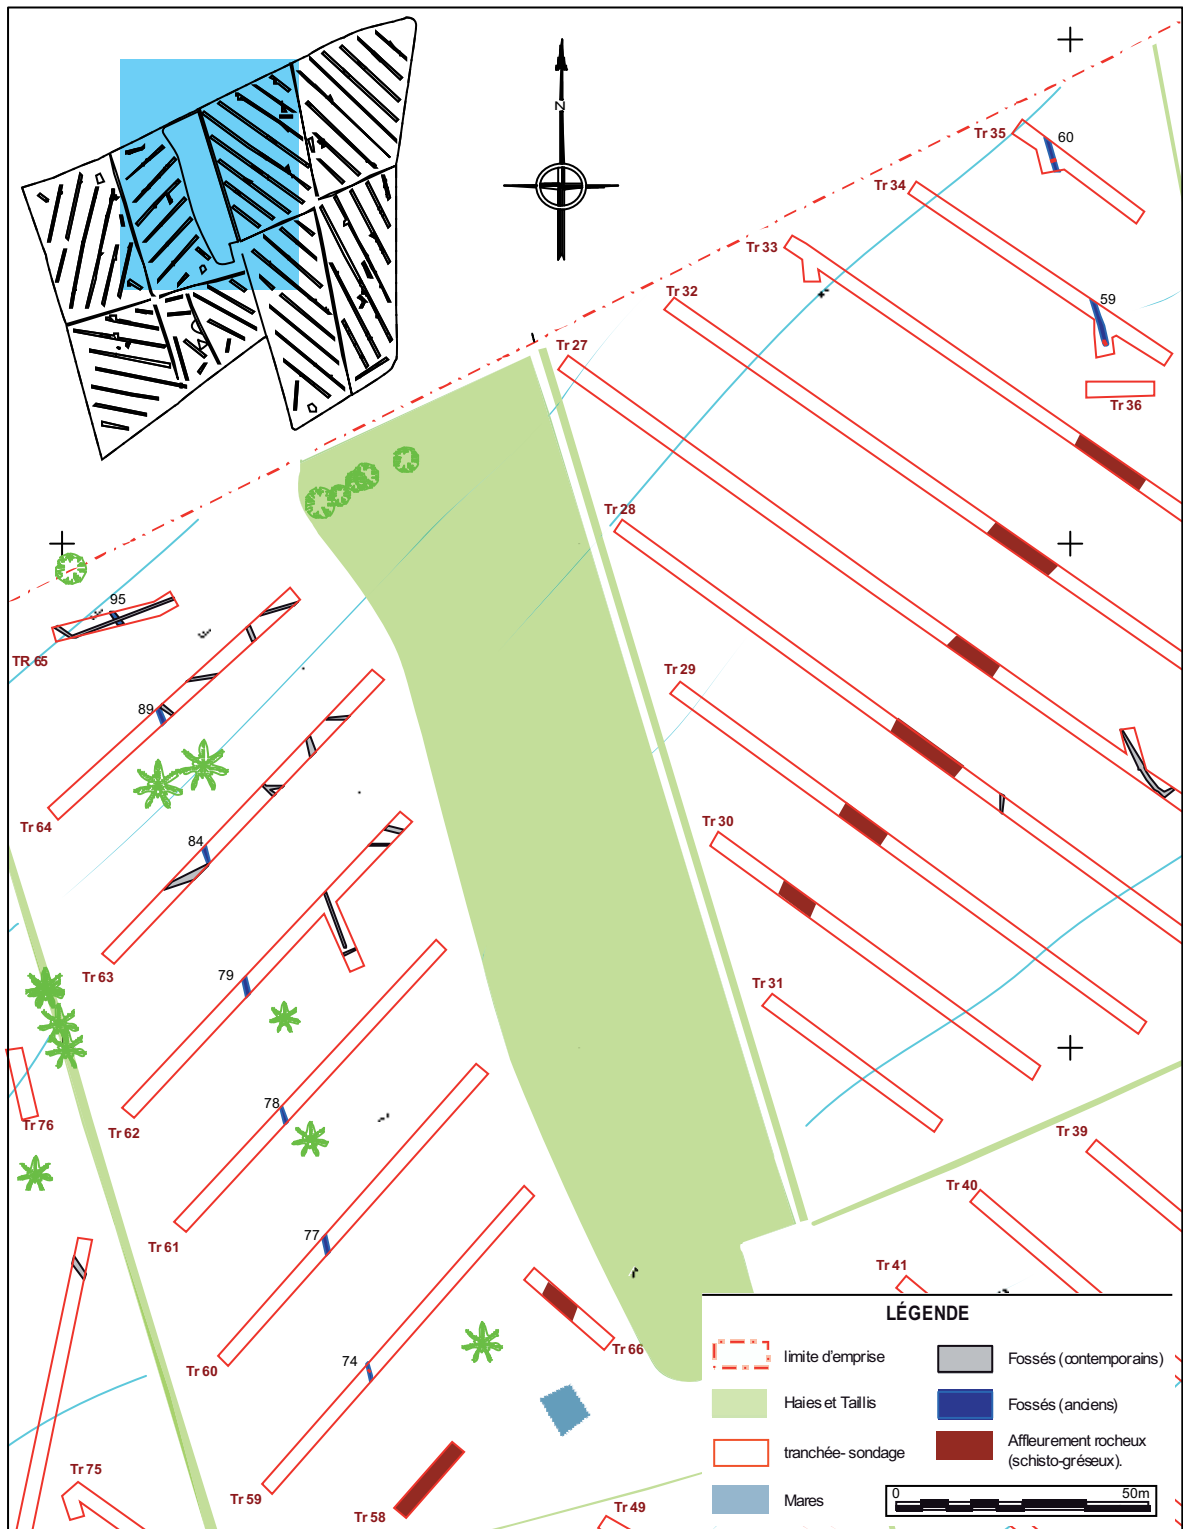 N
Tr 35
60
Tr 34
Tr 33
Tr 32
59
Tr 27
Tr 36
Tr 28
95
TR 65
Tr 29
89
Tr 64
Tr 30
84
Tr 63
79
Tr 31
78
Tr 76
Tr 62
Tr 39
Tr 40
77
Tr 61
Tr 41
74
Tr 66
Tr 60
Tr 75
Tr 59
Tr 58
Tr 49
LÉGENDE
limite d'emprise
Haies et Taillis
tranchée- sondage
Mares
Fossés (contemporains)
Fossés (anciens)
Affleurement rocheux
(schisto-gréseux).
0 50m